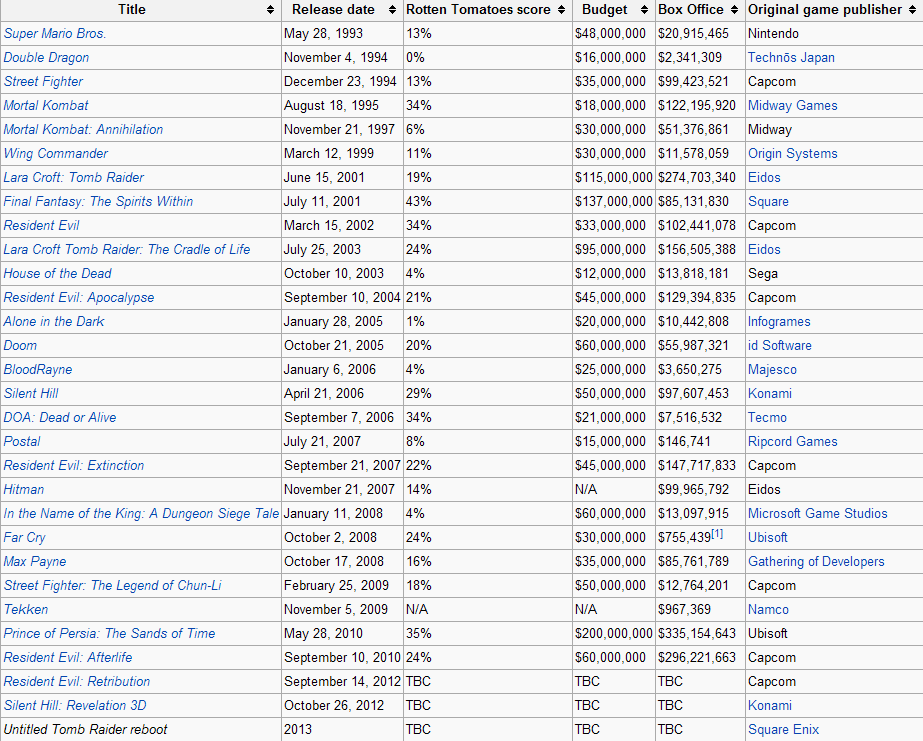 Title Release date Rotten Tomatoes score Budget Box Office Original game publisher
Super Mario Bros. May 28, 1993 13% $48,000,000 $20,915,465 Nintendo
Double Dragon November 4, 1994 0% $16,000,000 $2,341,309 Technōs Japan
Street Fighter December 23, 1994 13% $35,000,000 $99,423,521 Capcom
Mortal Kombat August 18, 1995 34% $18,000,000 $122,195,920 Midway Games
Mortal Kombat: Annihilation November 21, 1997 6% $30,000,000 $51,376,861 Midway
Wing Commander March 12, 1999 11% $30,000,000 $11,578,059 Origin Systems
Lara Croft: Tomb Raider June 15, 2001 19% $115,000,000 $274,703,340 Eidos
Final Fantasy: The Spirits Within July 11, 2001 43% $137,000,000 $85,131,830 Square
Resident Evil March 15, 2002 34% $33,000,000 $102,441,078 Capcom
Lara Croft Tomb Raider: The Cradle of Life July 25, 2003 24% $95,000,000 $156,505,388 Eidos
House of the Dead October 10, 2003 4% $12,000,000 $13,818,181 Sega
Resident Evil: Apocalypse September 10, 2004 21% $45,000,000 $129,394,835 Capcom
Alone in the Dark January 28, 2005 1% $20,000,000 $10,442,808 Infogrames
Doom October 21, 2005 20% $60,000,000 $55,987,321 id Software
BloodRayne January 6, 2006 4% $25,000,000 $3,650,275 Majesco
Silent Hill April 21, 2006 29% $50,000,000 $97,607,453 Konami
DOA: Dead or Alive September 7, 2006 34% $21,000,000 $7,516,532 Tecmo
Postal July 21, 2007 8% $15,000,000 $146,741 Ripcord Games
Resident Evil: Extinction September 21, 2007 22% $45,000,000 $147,717,833 Capcom
Hitman November 21, 2007 14% N/A $99,965,792 Eidos
In the Name of the King: A Dungeon Siege Tale January 11, 2008 4% $60,000,000 $13,097,915 Microsoft Game Studios
Far Cry October 2, 2008 24% $30,000,000 $755,439[1] Ubisoft
Max Payne October 17, 2008 16% $35,000,000 $85,761,789 Gathering of Developers
Street Fighter: The Legend of Chun-Li February 25, 2009 18% $50,000,000 $12,764,201 Capcom
Tekken November 5, 2009 N/A N/A $967,369 Namco
Prince of Persia: The Sands of Time May 28, 2010 35% $200,000,000 $335,154,643 Ubisoft
Resident Evil: Afterlife September 10, 2010 24% $60,000,000 $296,221,663 Capcom
Resident Evil: Retribution September 14, 2012 TBC TBC TBC Capcom
Silent Hill: Revelation 3D October 26, 2012 TBC TBC TBC Konami
Untitled Tomb Raider reboot 2013 TBC TBC TBC Square Enix